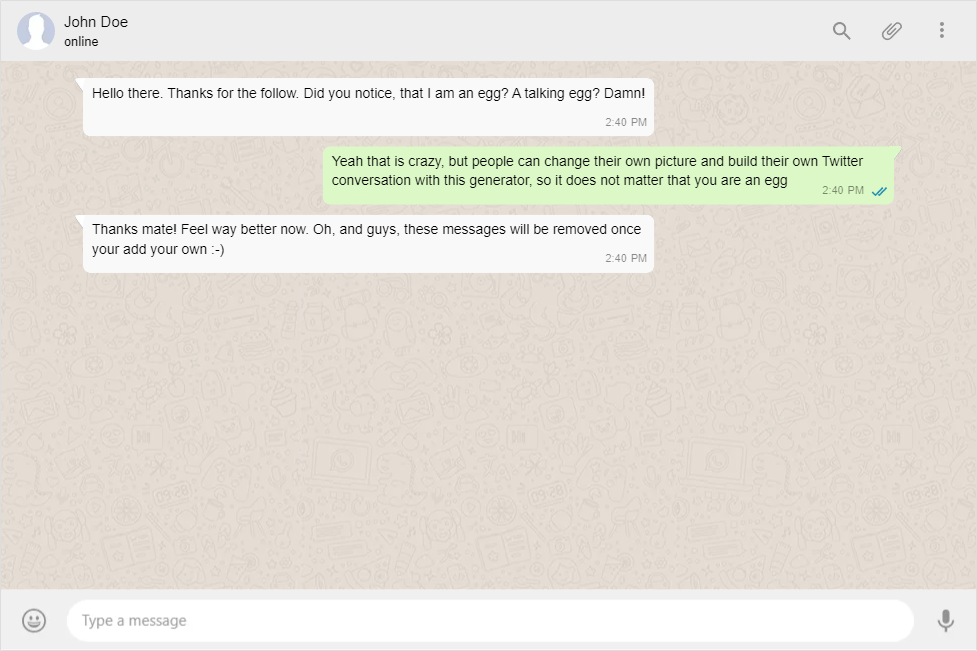 John Doe
online
Hello there. Thanks for the follow. Did you notice, that I am an egg? A talking egg? Damn!
2:40 PM
Yeah that is crazy, but people can change their own picture and build their own Twitter
conversation with this generator, so it does not matter that you are an egg
2:40 PM
Thanks mate! Feel way better now. Oh, and guys, these messages will be removed once
your add your own :-)
2:40 PM
09:28
09:28
Type a message